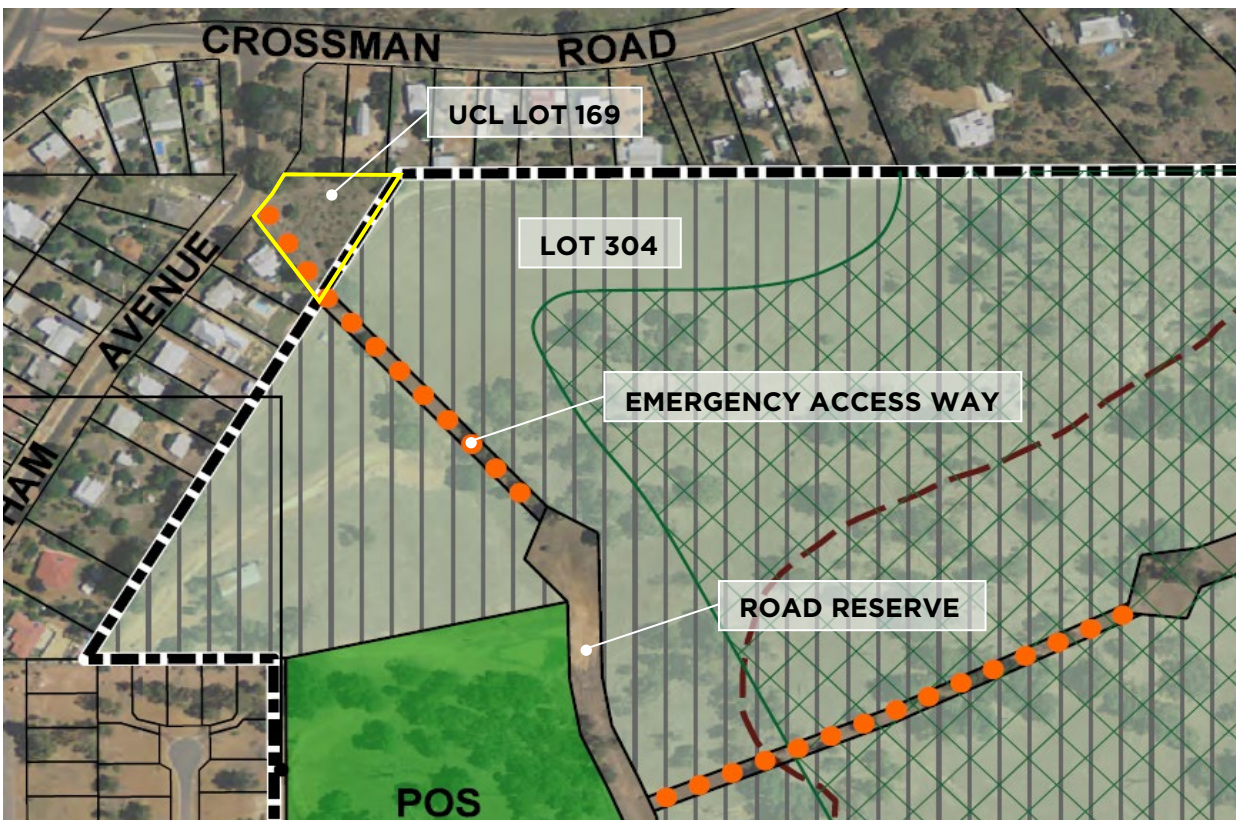 CROSSMAN ROAD
UCL LOT 169
LOT 304
HAM AVENUE
EMERGENCY ACCESS WAY
ROAD RESERVE
POS